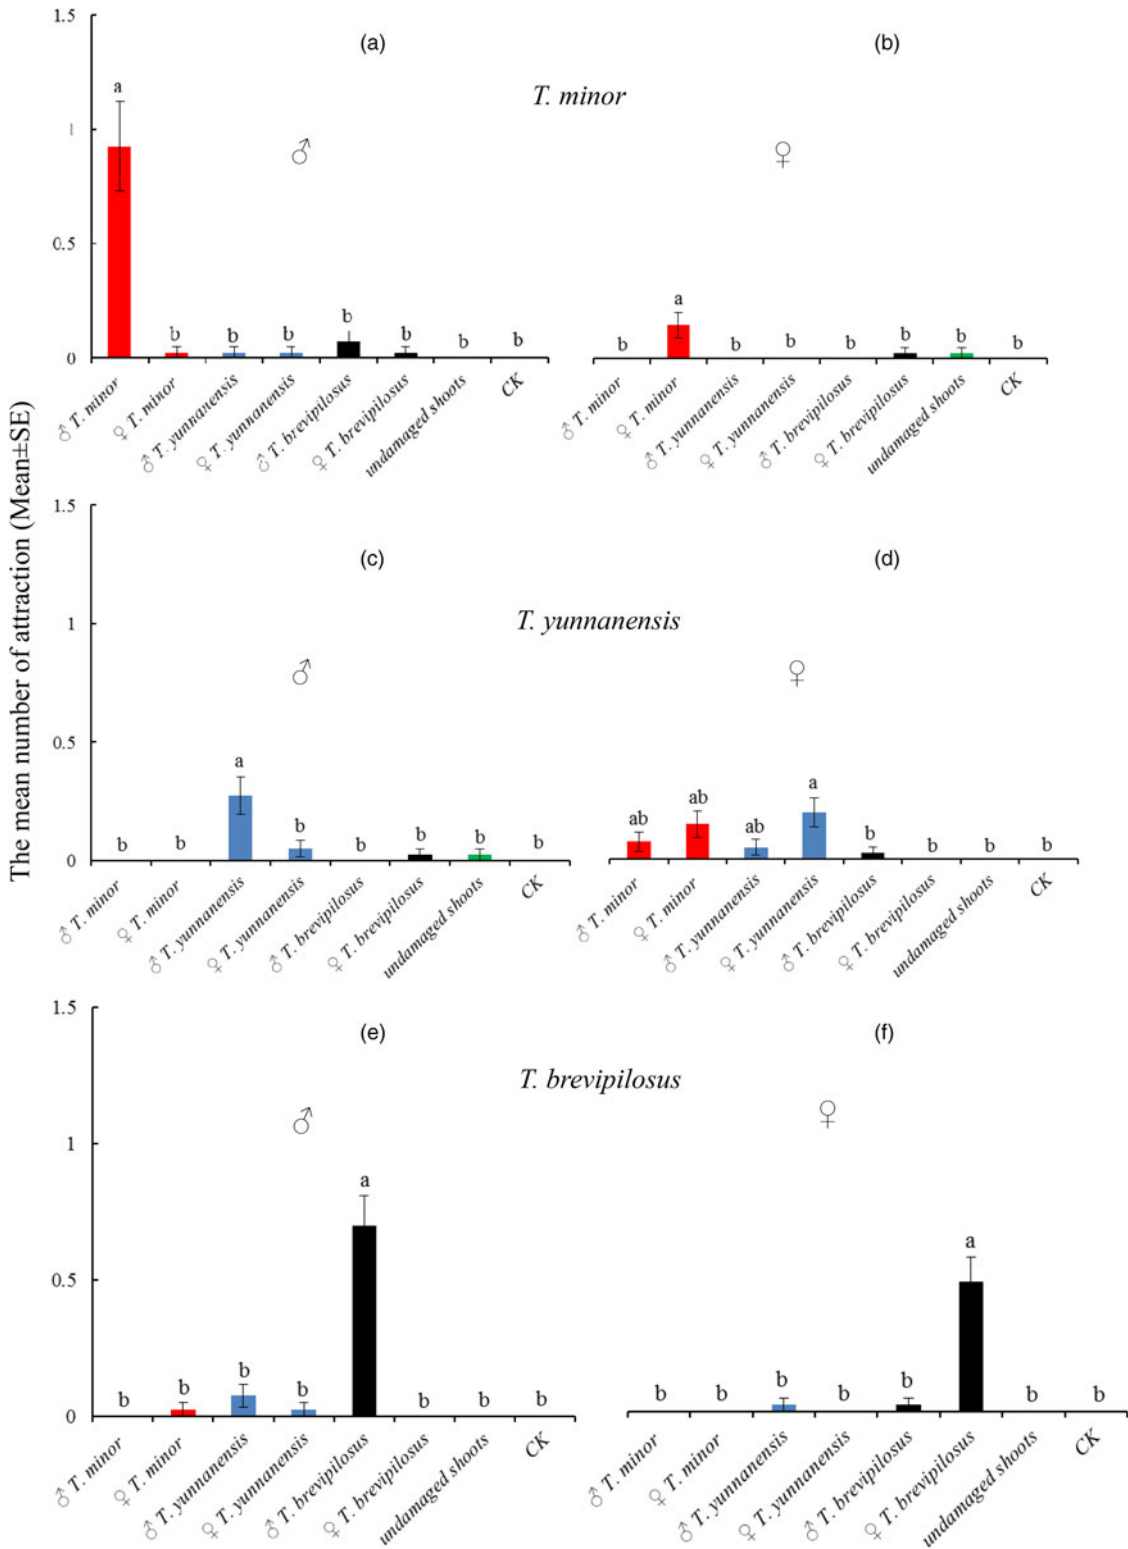 The mean number of attraction (Mean±SE)
1.5
1
0.5
0
(a)
T. minor
♂
a
b
b
b
b
b
b
b
♂ T. minor
♀ T. minor
♂ T. yunnanensis
♀ T. yunnanensis
♂ T. brevipilosus
♀ T. brevipilosus
undamaged shoots
CK
(b)
♀
b
a
b
b
b
b
b
b
♂ T. minor
♀ T. minor
♂ T. yunnanensis
♀ T. yunnanensis
♂ T. brevipilosus
♀ T. brevipilosus
undamaged shoots
CK
1.5
1
0.5
0
(c)
T. yunnanensis
♂
b
b
a
b
b
b
b
b
♂ T. minor
♀ T. minor
♂ T. yunnanensis
♀ T. yunnanensis
♂ T. brevipilosus
♀ T. brevipilosus
undamaged shoots
CK
(d)
♀
ab
ab
ab
a
b
b
b
b
♂ T. minor
♀ T. minor
♂ T. yunnanensis
♀ T. yunnanensis
♂ T. brevipilosus
♀ T. brevipilosus
undamaged shoots
CK
1.5
1
0.5
0
(e)
T. brevipilosus
♂
b
b
b
b
a
b
b
b
♂ T. minor
♀ T. minor
♂ T. yunnanensis
♀ T. yunnanensis
♂ T. brevipilosus
♀ T. brevipilosus
undamaged shoots
CK
(f)
♀
b
b
b
b
b
a
b
b
♂ T. minor
♀ T. minor
♂ T. yunnanensis
♀ T. yunnanensis
♂ T. brevipilosus
♀ T. brevipilosus
undamaged shoots
CK